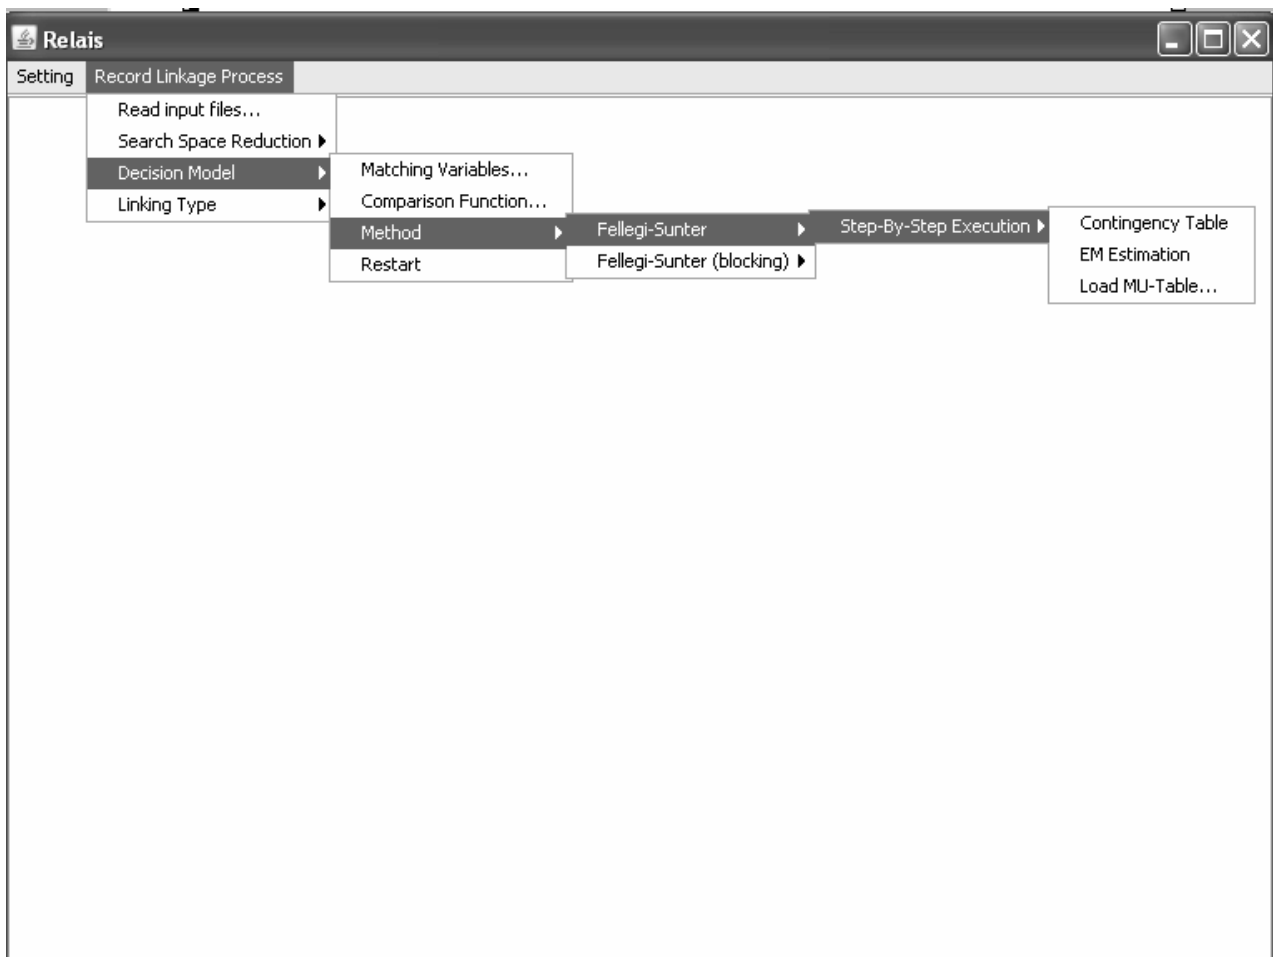 Relais
Setting Record Linkage Process
Read input files...
Search Space Reduction
Decision Model
Linking Type
Matching Variables...
Comparison Function...
Method
Restart
Fellegi-Sunter
Fellegi-Sunter (blocking)
Step-By-Step Execution
Contingency Table
EM Estimation
Load MU-Table...